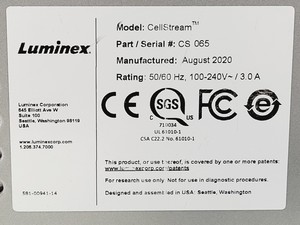 Luminex
Model: CellStream™
Part / Serial #: CS 065
Manufactured: August 2020
Rating: 50/60 Hz, 100-240V~ / 3.0 A
Luminex Corporation
645 Elliott Ave W
Suite 100
Seattle, Washington 98119
USA
www.luminexcorp.com
1.206.374.7000
C SGS US
719034
UL 61010-1
CSA C22.2 No. 61010-1
FC CE
This product, or use thereof, is covered by one or more patents:
www.luminexcorp.com/patents
For research use only. Not for use in diagnostic procedures.
Designed and assembled in USA: Seattle, Washington